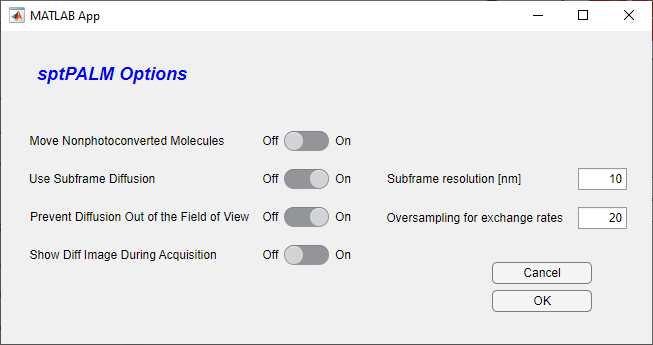 MATLAB App
sptPALM Options
Move Nonphotoconverted Molecules Off On
Use Subframe Diffusion Off On Subframe resolution [nm] 10
Prevent Diffusion Out of the Field of View Off On Oversampling for exchange rates 20
Show Diff Image During Acquisition Off On
Cancel
OK